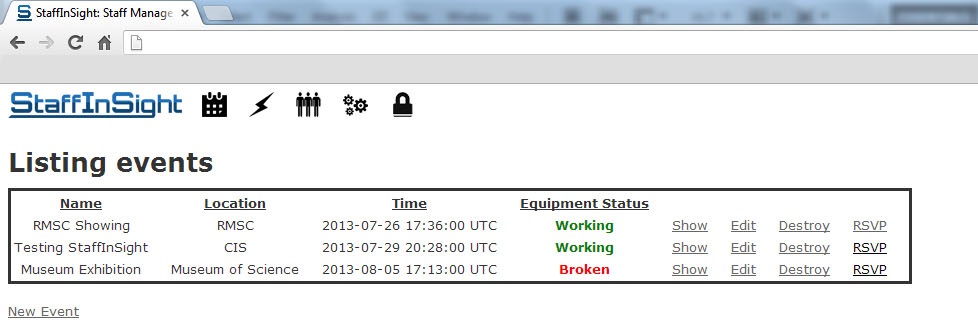 StaffInSight: Staff Manage
StaffInSight
Listing events
Name Location Time Equipment Status
RMSC Showing RMSC 2013-07-26 17:36:00 UTC Working Show Edit Destroy RSVP
Testing StaffInSight CIS 2013-07-29 20:28:00 UTC Working Show Edit Destroy RSVP
Museum Exhibition Museum of Science 2013-08-05 17:13:00 UTC Broken Show Edit Destroy RSVP
New Event